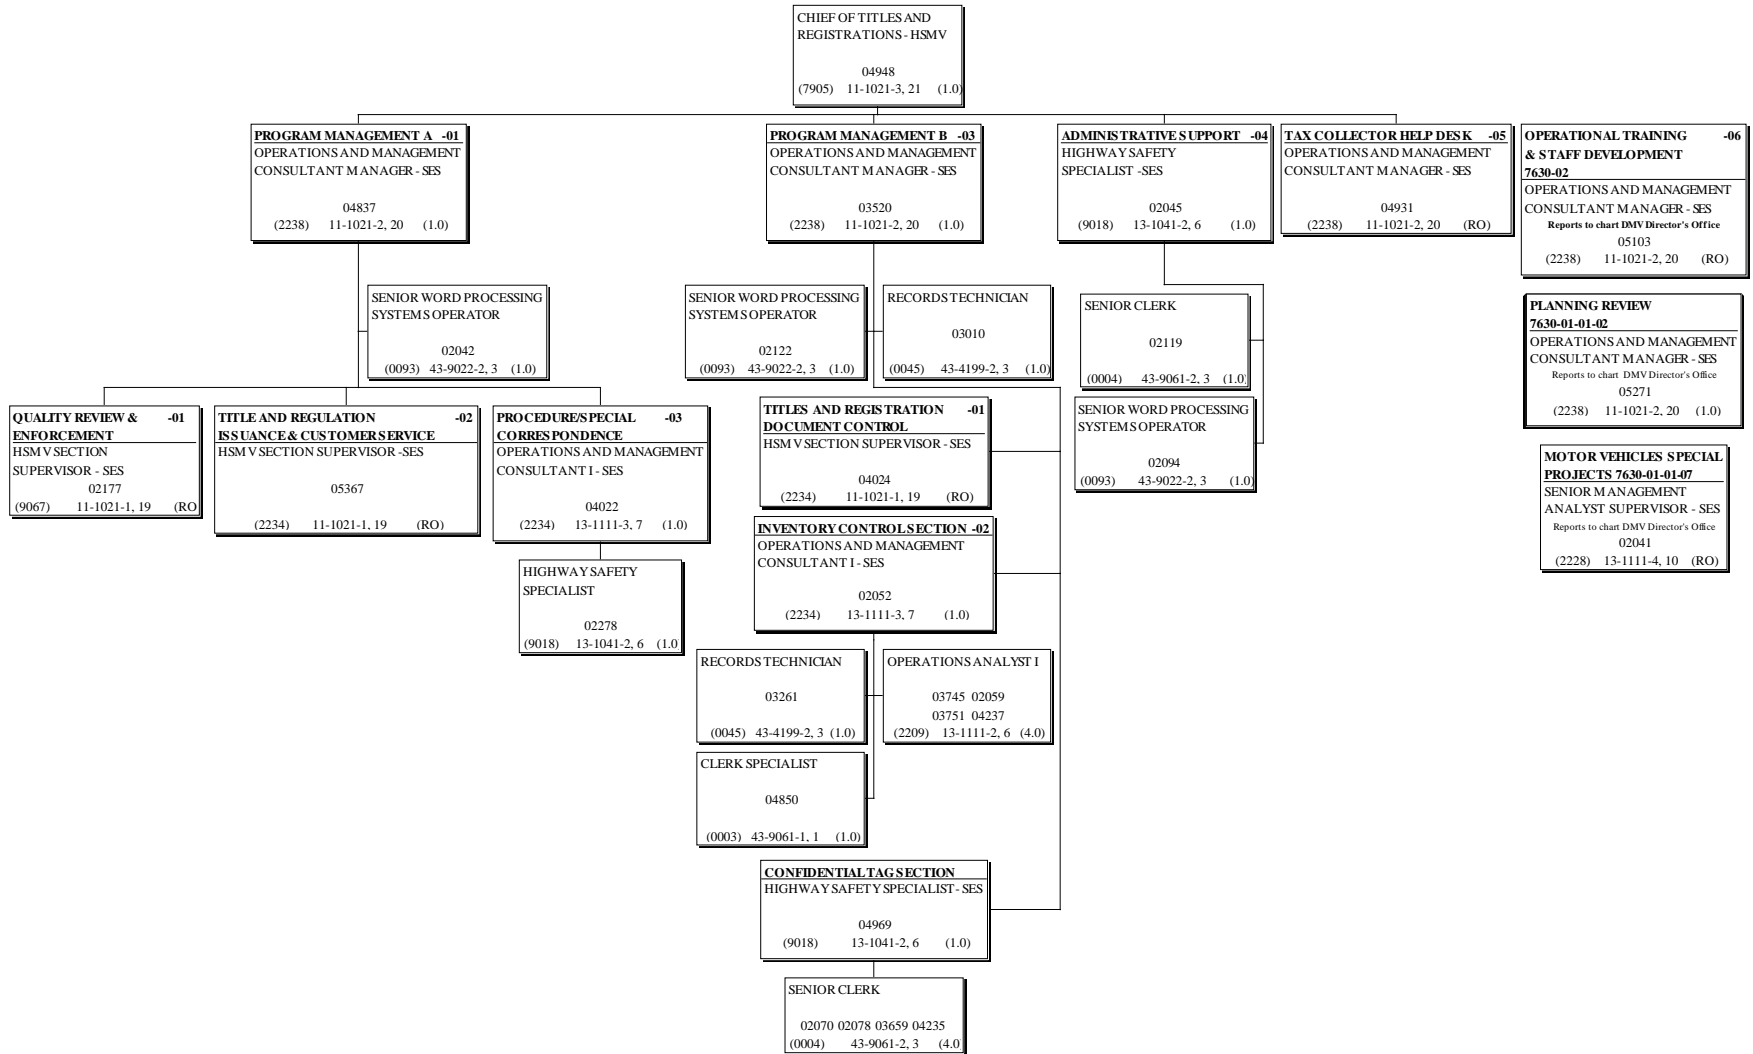 CHIEF OF TITLES AND
REGISTRATIONS - HSMV
04948
(7905) 11-1021-3, 21 (1.0)
PROGRAM MANAGEMENT A -01
OPERATIONS AND MANAGEMENT
CONSULTANT MANAGER - SES
04837
(2238) 11-1021-2, 20 (1.0)
PROGRAM MANAGEMENT B -03
OPERATIONS AND MANAGEMENT
CONSULTANT MANAGER - SES
03520
(2238) 11-1021-2, 20 (1.0)
ADMINISTRATIVE SUPPORT -04
HIGHWAY SAFETY
SPECIALIST -SES
02045
(9018) 13-1041-2, 6 (1.0)
TAX COLLECTOR HELP DESK -05
OPERATIONS AND MANAGEMENT
CONSULTANT MANAGER - SES
04931
(2238) 11-1021-2, 20 (RO)
OPERATIONAL TRAINING -06
& STAFF DEVELOPMENT
7630-02
OPERATIONS AND MANAGEMENT
CONSULTANT MANAGER - SES
Reports to chart DMV Director's Office
05103
(2238) 11-1021-2, 20 (RO)
SENIOR WORD PROCESSING
SYSTEMS OPERATOR
02042
(0093) 43-9022-2, 3 (1.0)
SENIOR WORD PROCESSING
SYSTEMS OPERATOR
02122
(0093) 43-9022-2, 3 (1.0)
RECORDS TECHNICIAN
03010
(0045) 43-4199-2, 3 (1.0)
SENIOR CLERK
02119
(0004) 43-9061-2, 3 (1.0)
PLANNING REVIEW
7630-01-01-02
OPERATIONS AND MANAGEMENT
CONSULTANT MANAGER - SES
Reports to chart DMV Director's Office
05271
(2238) 11-1021-2, 20 (1.0)
QUALITY REVIEW & -01
ENFORCEMENT
HSMV SECTION
SUPERVISOR - SES
02177
(9067) 11-1021-1, 19 (RO
TITLE AND REGULATION -02
ISSUANCE & CUSTOMER SERVICE
HSMV SECTION SUPERVISOR -SES
05367
(2234) 11-1021-1, 19 (RO)
PROCEDURE/SPECIAL -03
CORRESPONDENCE
OPERATIONS AND MANAGEMENT
CONSULTANT I - SES
04022
(2234) 13-1111-3, 7 (1.0)
TITLES AND REGISTRATION -01
DOCUMENT CONTROL
HSMV SECTION SUPERVISOR - SES
04024
(2234) 11-1021-1, 19 (RO)
SENIOR WORD PROCESSING
SYSTEMS OPERATOR
02094
(0093) 43-9022-2, 3 (1.0)
MOTOR VEHICLES SPECIAL
PROJECTS 7630-01-01-07
SENIOR MANAGEMENT
ANALYST SUPERVISOR - SES
Reports to chart DMV Director's Office
02041
(2228) 13-1111-4, 10 (RO)
INVENTORY CONTROL SECTION -02
OPERATIONS AND MANAGEMENT
CONSULTANT I - SES
02052
(2234) 13-1111-3, 7 (1.0)
HIGHWAY SAFETY
SPECIALIST
02278
(9018) 13-1041-2, 6 (1.0
RECORDS TECHNICIAN
03261
(0045) 43-4199-2, 3 (1.0)
OPERATIONS ANALYST I
03745 02059
03751 04237
(2209) 13-1111-2, 6 (4.0)
CLERK SPECIALIST
04850
(0003) 43-9061-1, 1 (1.0)
CONFIDENTIAL TAG SECTION
HIGHWAY SAFETY SPECIALIST - SES
04969
(9018) 13-1041-2, 6 (1.0)
SENIOR CLERK
02070 02078 03659 04235
(0004) 43-9061-2, 3 (4.0)